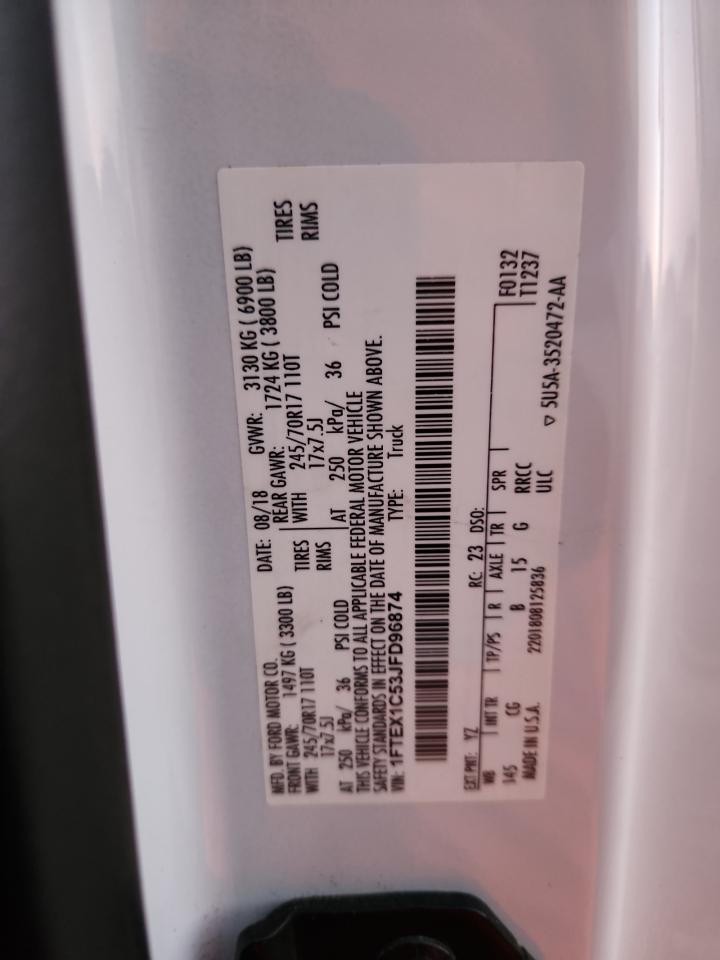 MFD. BY FORD MOTOR CO.
DATE: 08/18 GVWR: 3130 KG ( 6900 LB)
FRONT GAWR: 1497 KG ( 3300 LB) REAR GAWR: 1724 KG ( 3800 LB)
WITH 245/70R17 110T TIRES WITH 245/70R17 110T TIRES
17x7.5J RIMS 17x7.5J RIMS
AT 250 kPa/ 36 PSI COLD AT 250 kPa/ 36 PSI COLD
THIS VEHICLE CONFORMS TO ALL APPLICABLE FEDERAL MOTOR VEHICLE
SAFETY STANDARDS IN EFFECT ON THE DATE OF MANUFACTURE SHOWN ABOVE.
VIN: 1FTEX1C53JFD96874 TYPE: Truck
EXT PNT: YZ RC: 23 DSO:
WB INT TR TP/PS R AXLE TR SPR F0132
145 CG B 15 G RRCC T1237
MADE IN U.S.A. 2201808125836 ULC ▽ 5U5A-3520472-AA